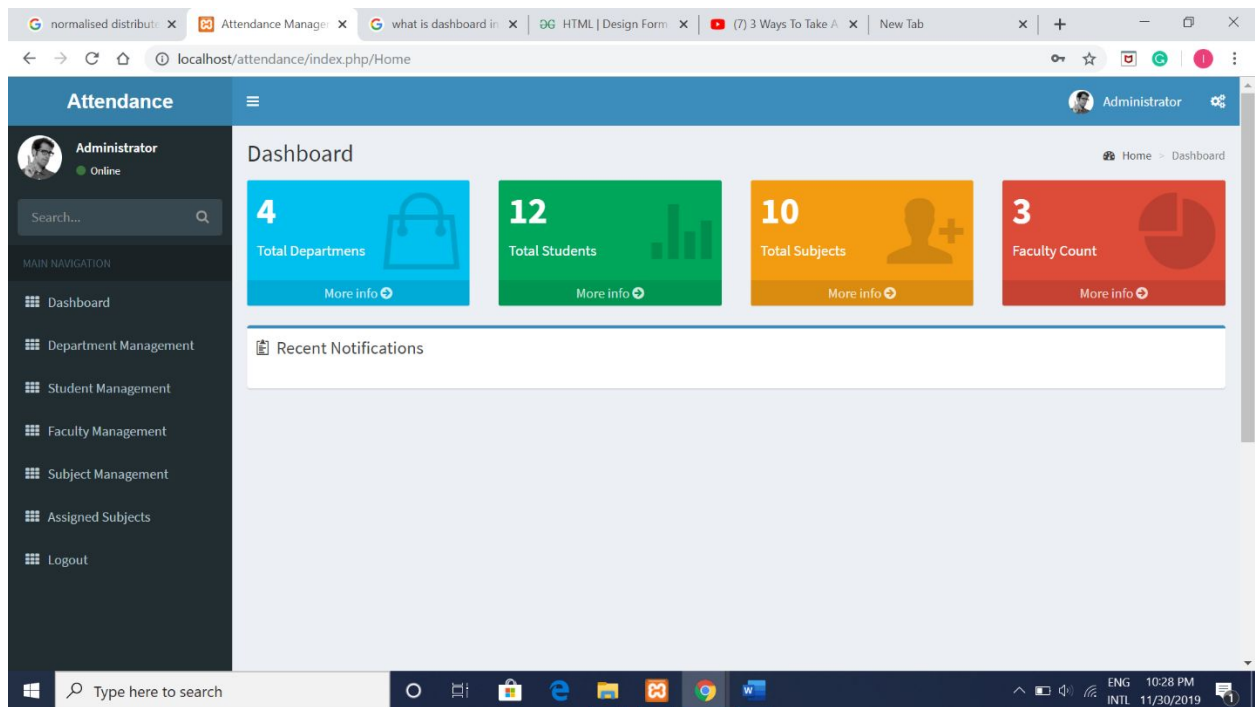 normalised distribute
Attendance Manager
what is dashboard in
HTML | Design Form
(7) 3 Ways To Take A
New Tab
localhost/attendance/index.php/Home
Attendance
Administrator
Administrator
Online
Search...
MAIN NAVIGATION
Dashboard
Department Management
Student Management
Faculty Management
Subject Management
Assigned Subjects
Logout
Dashboard
Home > Dashboard
4
Total Departmens
More info
12
Total Students
More info
10
Total Subjects
More info
3
Faculty Count
More info
Recent Notifications
Type here to search
ENG
INTL
10:28 PM
11/30/2019
1